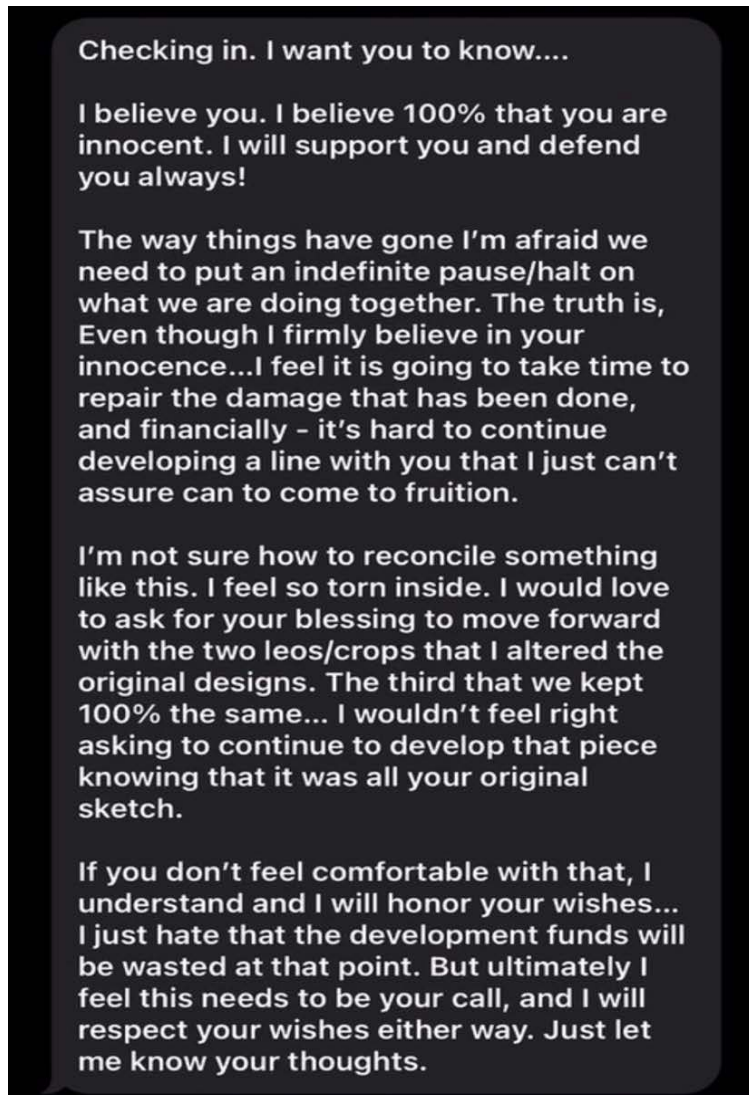 Checking in. I want you to know....
I believe you. I believe 100% that you are
innocent. I will support you and defend
you always!
The way things have gone I'm afraid we
need to put an indefinite pause/halt on
what we are doing together. The truth is,
Even though I firmly believe in your
innocence...I feel it is going to take time to
repair the damage that has been done,
and financially - it's hard to continue
developing a line with you that I just can't
assure can to come to fruition.
I'm not sure how to reconcile something
like this. I feel so torn inside. I would love
to ask for your blessing to move forward
with the two leos/crops that I altered the
original designs. The third that we kept
100% the same... I wouldn't feel right
asking to continue to develop that piece
knowing that it was all your original
sketch.
If you don't feel comfortable with that, I
understand and I will honor your wishes...
I just hate that the development funds will
be wasted at that point. But ultimately I
feel this needs to be your call, and I will
respect your wishes either way. Just let
me know your thoughts.